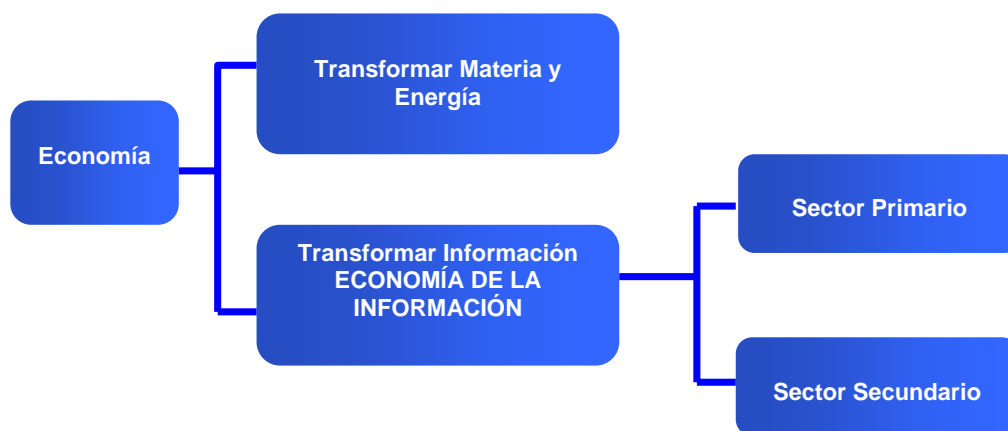 Economía
Transformar Materia y
Energía
Transformar Información
ECONOMÍA DE LA
INFORMACIÓN
Sector Primario
Sector Secundario